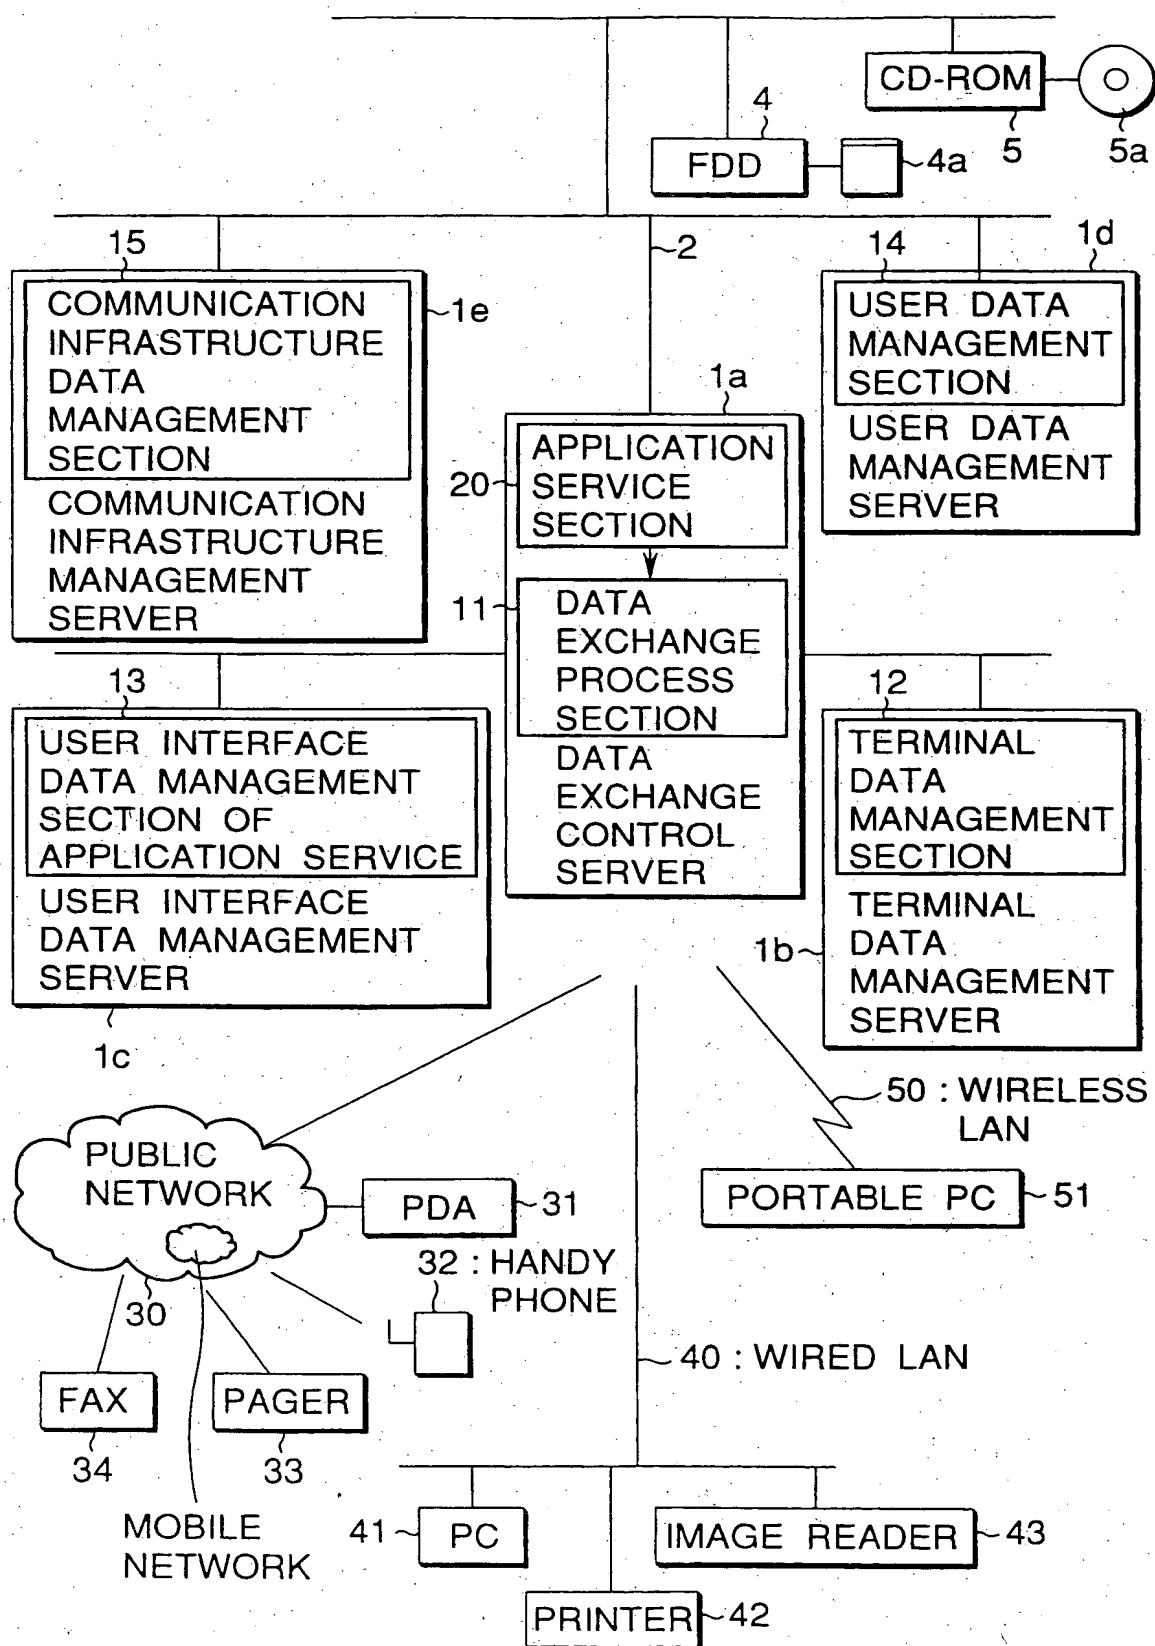 CD-ROM
5
5a
4
FDD
4a
2
15
COMMUNICATION
INFRASTRUCTURE
DATA
MANAGEMENT
SECTION
COMMUNICATION
INFRASTRUCTURE
MANAGEMENT
SERVER
1e
14
1d
USER DATA
MANAGEMENT
SECTION
USER DATA
MANAGEMENT
SERVER
1a
APPLICATION
SERVICE
SECTION
20
11
DATA
EXCHANGE
PROCESS
SECTION
DATA
EXCHANGE
CONTROL
SERVER
13
USER INTERFACE
DATA MANAGEMENT
SECTION OF
APPLICATION SERVICE
USER INTERFACE
DATA MANAGEMENT
SERVER
1c
12
TERMINAL
DATA
MANAGEMENT
SECTION
TERMINAL
DATA
MANAGEMENT
SERVER
1b
50 : WIRELESS
LAN
PORTABLE PC
51
PUBLIC
NETWORK
30
PDA
31
32 : HANDY
PHONE
40 : WIRED LAN
FAX
34
PAGER
33
MOBILE
NETWORK
41
PC
IMAGE READER
43
PRINTER
42